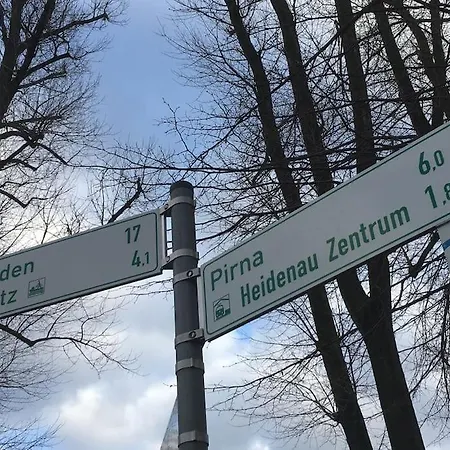 den 17
tz 4,1
Pirna 6,0
Heidenau Zentrum 1,8